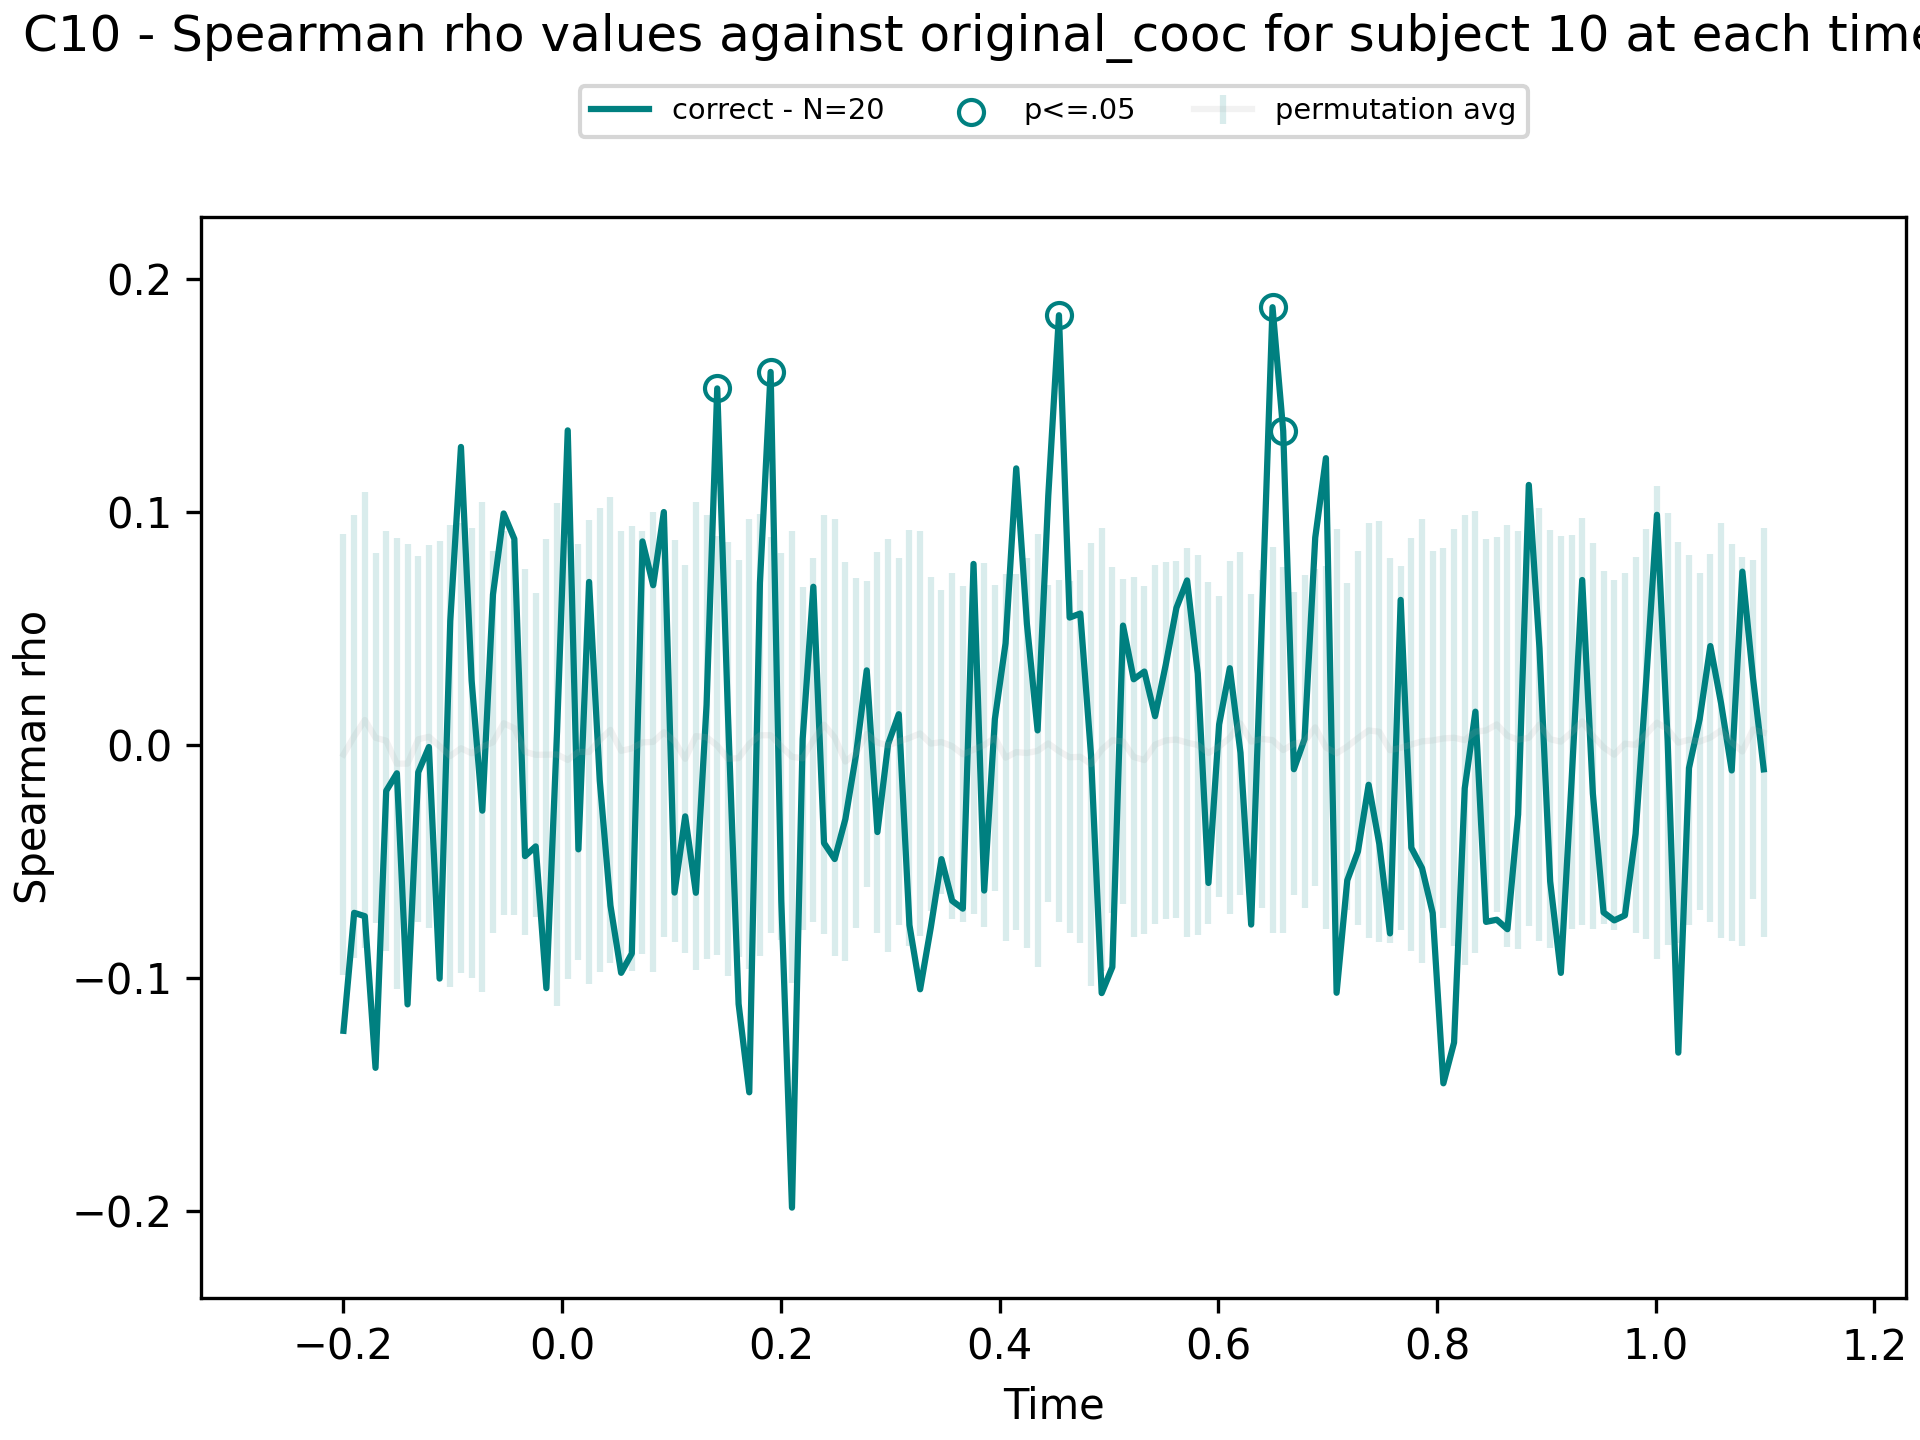 C10 - Spearman rho values against original_cooc for subject 10 at each time
correct - N=20
p<=.05
permutation avg
Spearman rho
0.2
0.1
0.0
−0.1
−0.2
−0.2
0.0
0.2
0.4
0.6
0.8
1.0
1.2
Time